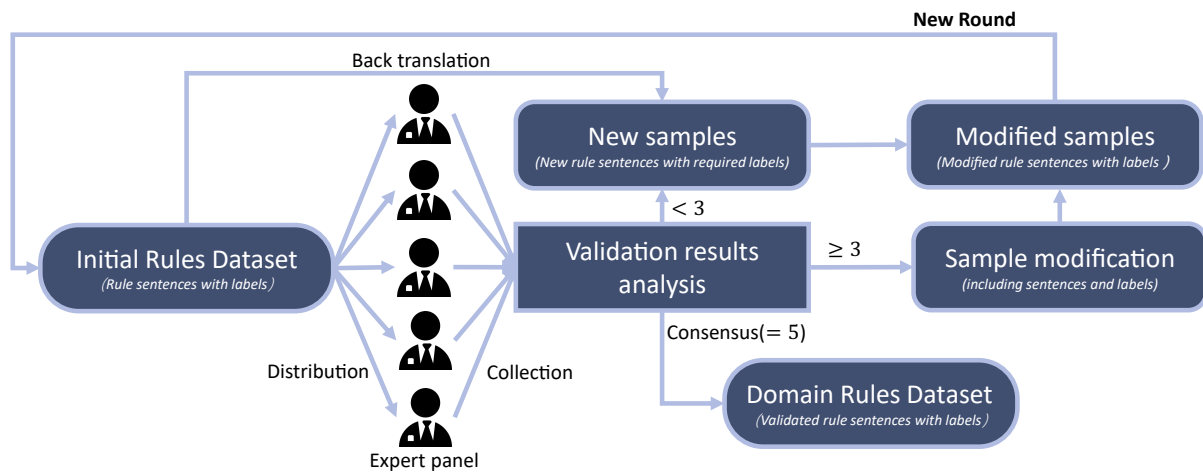 New Round
Back translation
New samples
(New rule sentences with required labels)
Modified samples
(Modified rule sentences with labels )
< 3
Initial Rules Dataset
(Rule sentences with labels )
Validation results
analysis
≥ 3
Sample modification
(including sentences and labels)
Consensus(= 5)
Distribution
Collection
Domain Rules Dataset
(Validated rule sentences with labels )
Expert panel